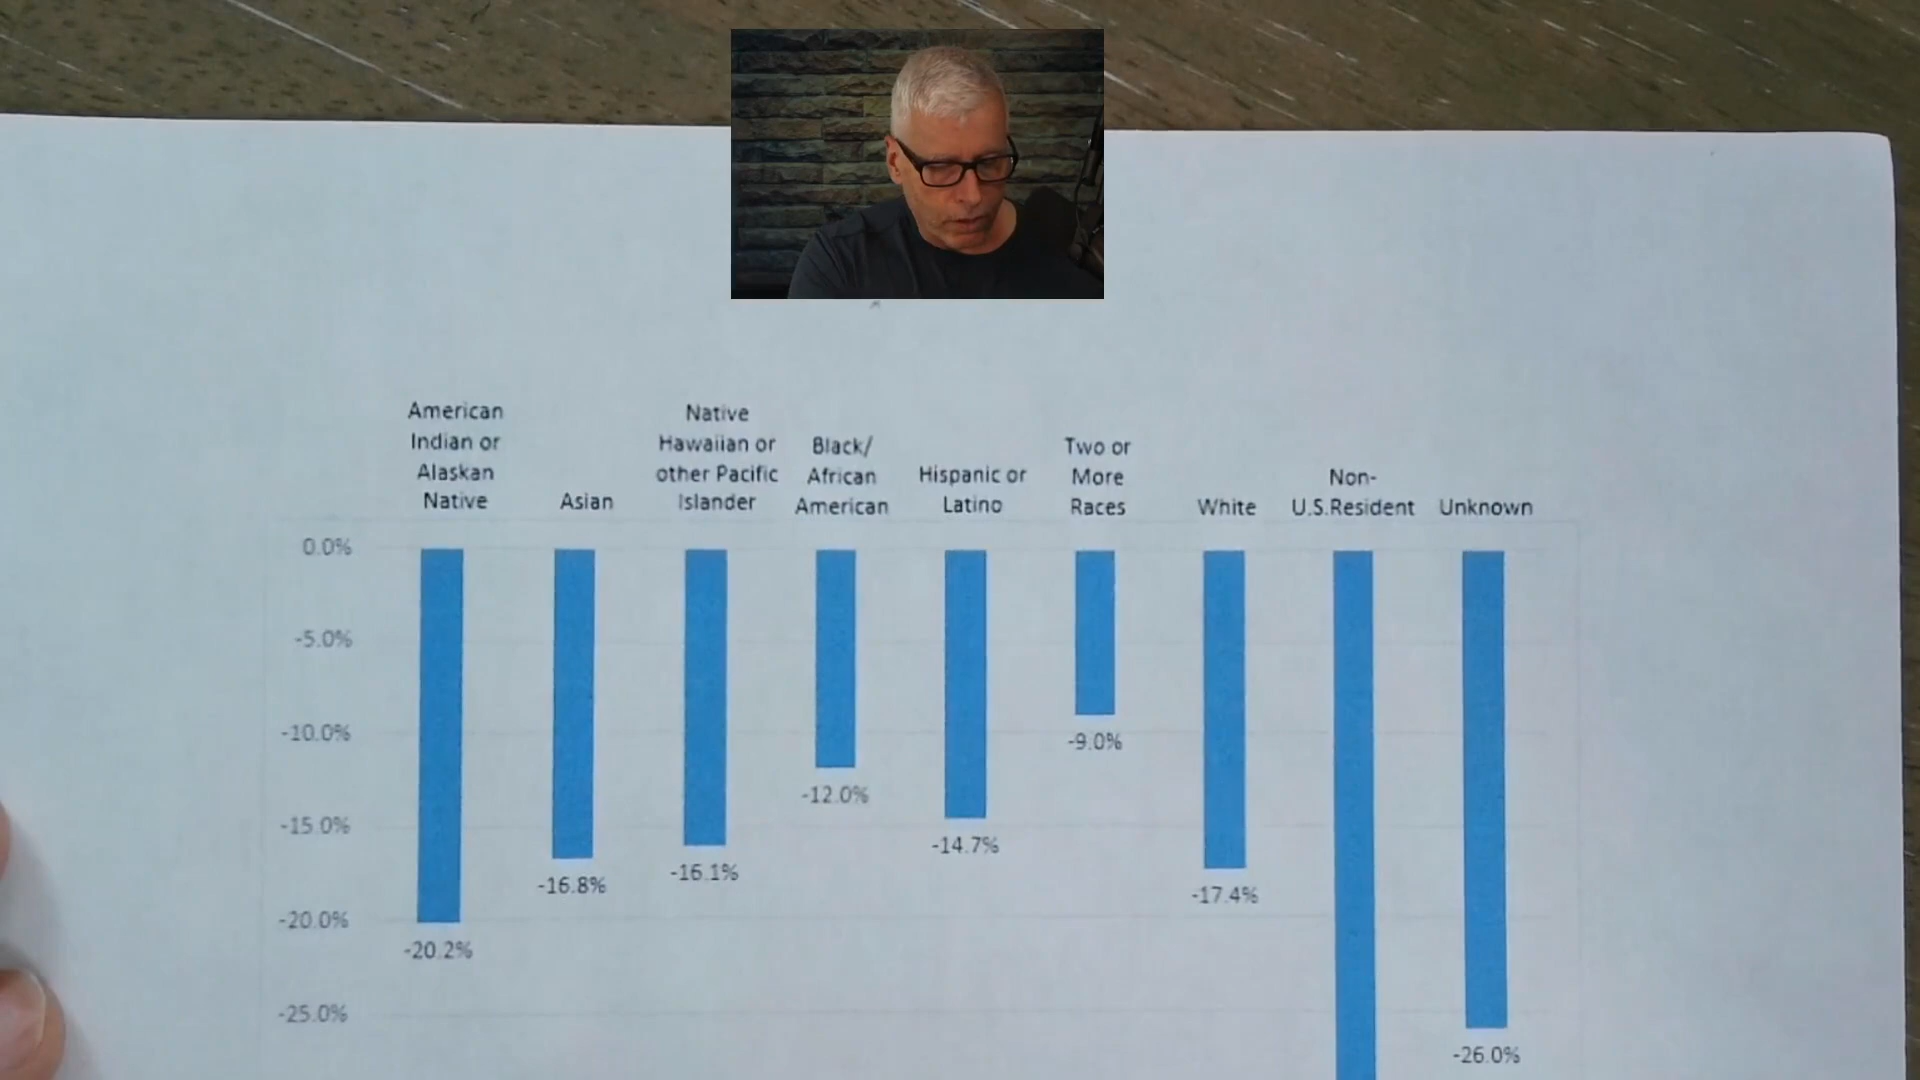 American
Indian or
Alaskan
Native
Asian
Native
Hawaiian or
other Pacific
Islander
Black/
African
American
Hispanic or
Latino
Two or
More
Races
White
Non-
U.S.Resident
Unknown
0.0%
-5.0%
-10.0%
-15.0%
-20.0%
-25.0%
-20.2%
-16.8%
-16.1%
-12.0%
-14.7%
-9.0%
-17.4%
-26.0%